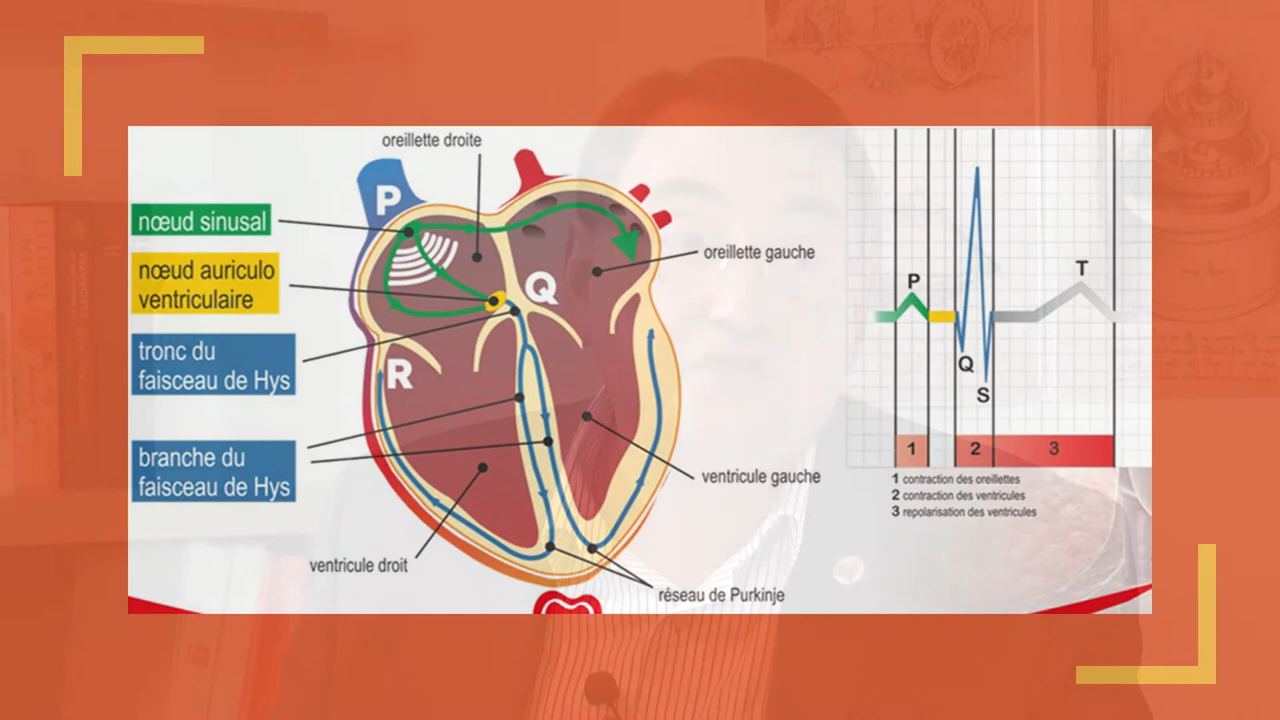 oreillette droite
P
nœud sinusal
nœud auriculo
ventriculaire
oreillette gauche
Q
tronc du
faisceau de Hys
R
branche du
faisceau de Hys
ventricule gauche
ventricule droit
réseau de Purkinje
P
T
Q
S
1
2
3
1 contraction des oreillettes
2 contraction des ventricules
3 repolarisation des ventricules